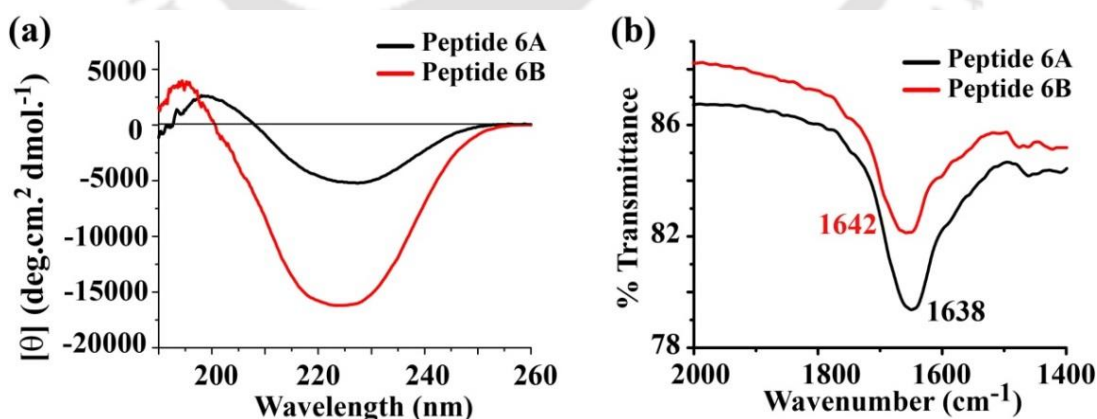 (a)
Peptide 6A
Peptide 6B
[θ] (deg.cm.² dmol.⁻¹)
5000
0
-5000
-10000
-15000
-20000
200 220 240 260
Wavelength (nm)
(b)
Peptide 6A
Peptide 6B
% Transmittance
86
82
78
1642
1638
2000 1800 1600 1400
Wavenumber (cm⁻¹)